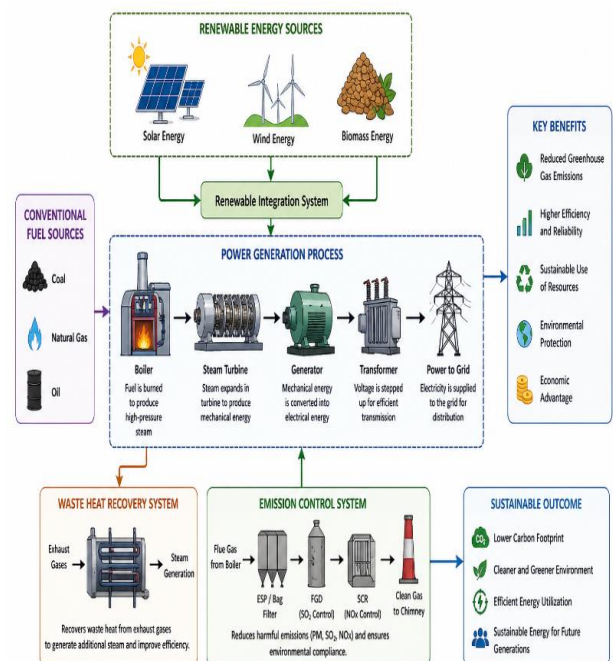 RENEWABLE ENERGY SOURCES
Solar Energy
Wind Energy
Biomass Energy
Renewable Integration System
CONVENTIONAL
FUEL SOURCES
Coal
Natural Gas
Oil
POWER GENERATION PROCESS
Boiler
Fuel is burned
to produce
high-pressure
steam
Steam Turbine
Steam expands in
turbine to produce
mechanical energy
Generator
Mechanical energy
is converted into
electrical energy
Transformer
Voltage is stepped
up for efficient
transmission
Power to Grid
Electricity is supplied
to the grid for
distribution
KEY BENEFITS
Reduced Greenhouse
Gas Emissions
Higher Efficiency
and Reliability
Sustainable Use
of Resources
Environmental
Protection
Economic
Advantage
WASTE HEAT RECOVERY SYSTEM
Exhaust
Gases
Steam
Generation
Recovers waste heat from exhaust gases
to generate additional steam and improve efficiency.
EMISSION CONTROL SYSTEM
Flue Gas
from Boiler
ESP / Bag
Filter
FGD
(SO₂ Control)
SCR
(NOx Control)
Clean Gas
to Chimney
Reduces harmful emissions (PM, SO₂, NOx) and ensures
environmental compliance.
SUSTAINABLE OUTCOME
CO₂
Lower Carbon Footprint
Cleaner and Greener Environment
Efficient Energy Utilization
Sustainable Energy for Future
Generations